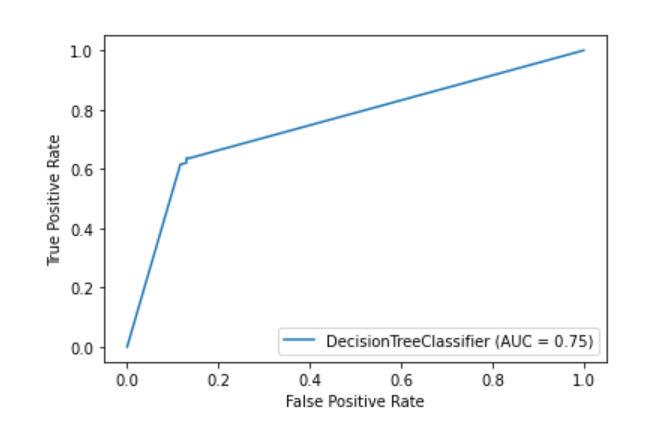 1.0
0.8
0.6
0.4
0.2
0.0
True Positive Rate
DecisionTreeClassifier (AUC = 0.75)
0.0 0.2 0.4 0.6 0.8 1.0
False Positive Rate